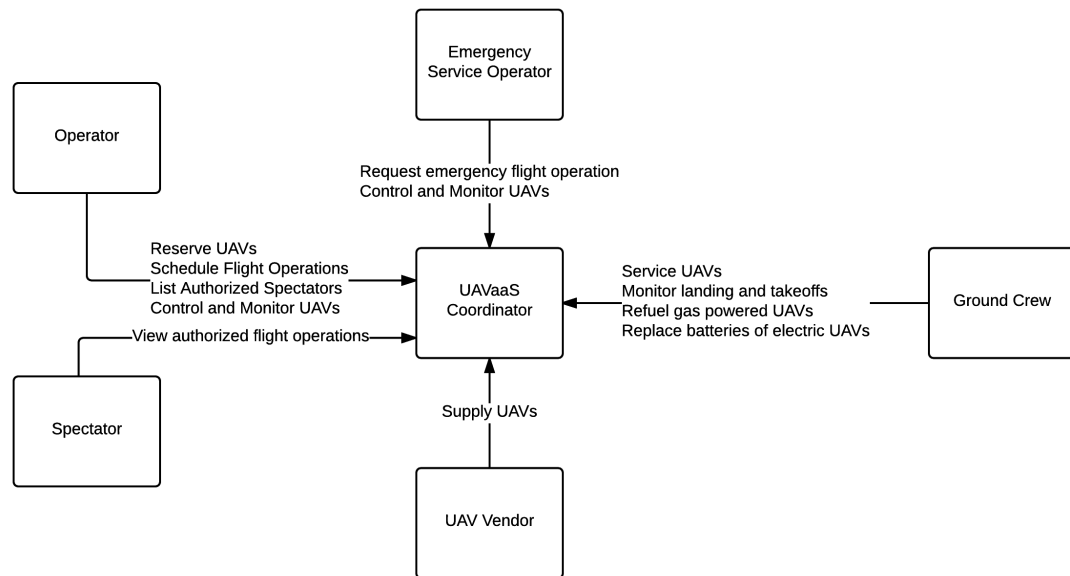 Emergency
Service Operator
Operator
Request emergency flight operation
Control and Monitor UAVs
Reserve UAVs
Schedule Flight Operations
List Authorized Spectators
Control and Monitor UAVs
UAVaaS
Coordinator
Service UAVs
Monitor landing and takeoffs
Refuel gas powered UAVs
Replace batteries of electric UAVs
Ground Crew
View authorized flight operations
Spectator
Supply UAVs
UAV Vendor